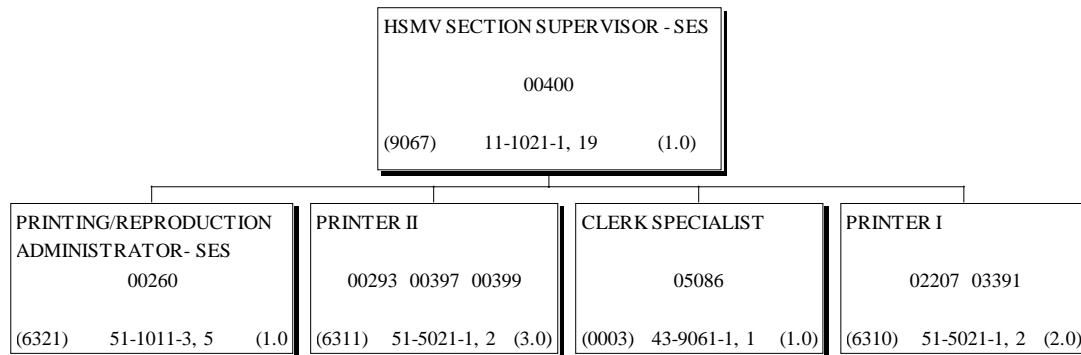 HSMV SECTION SUPERVISOR - SES
00400
(9067) 11-1021-1, 19 (1.0)
PRINTING/REPRODUCTION
ADMINISTRATOR- SES
00260
(6321) 51-1011-3, 5 (1.0
PRINTER II
00293 00397 00399
(6311) 51-5021-1, 2 (3.0)
CLERK SPECIALIST
05086
(0003) 43-9061-1, 1 (1.0)
PRINTER I
02207 03391
(6310) 51-5021-1, 2 (2.0)